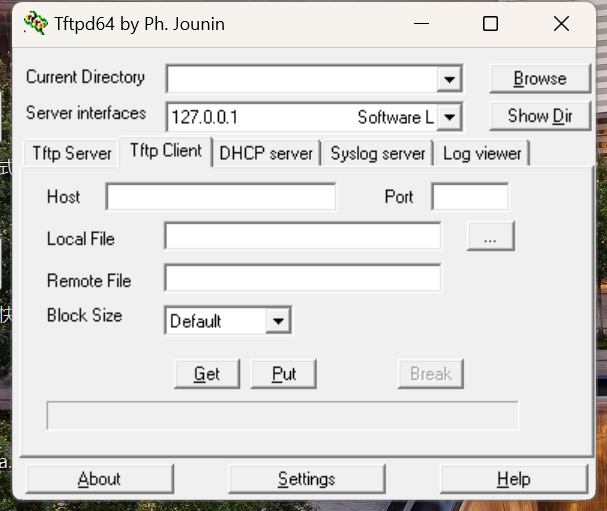 Tftpd64 by Ph. Jounin
Current Directory
Browse
Server interfaces
127.0.0.1 Software L
Show Dir
Tftp Server Tftp Client DHCP server Syslog server Log viewer
Host Port
Local File
...
Remote File
Block Size
Default
Get Put Break
About Settings Help
式
快
a.